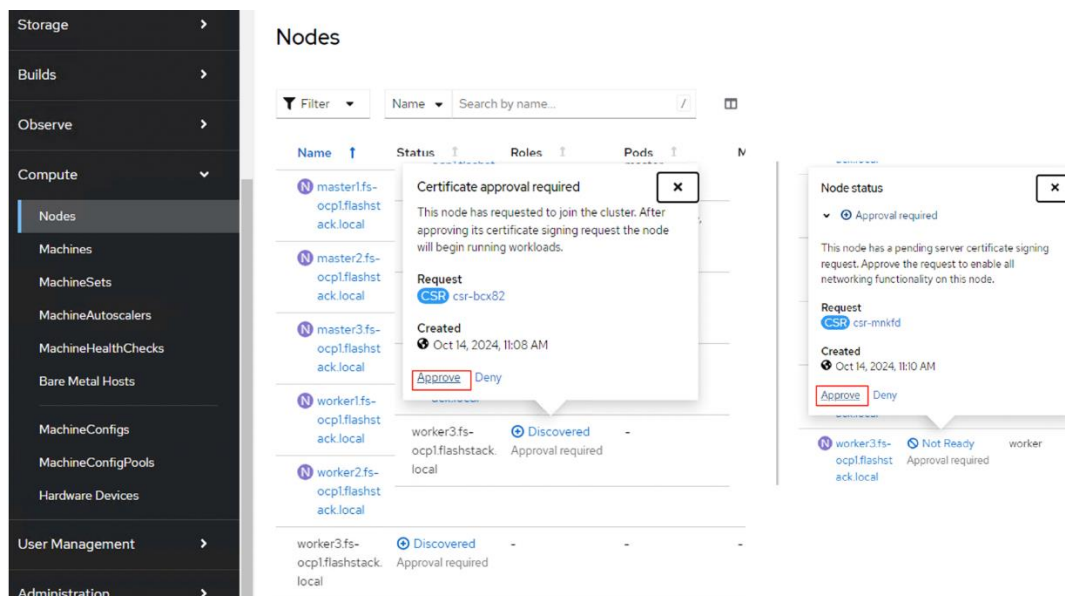 Storage
Builds
Observe
Compute
Nodes
Machines
MachineSets
MachineAutoscalers
MachineHealthChecks
Bare Metal Hosts
MachineConfigs
MachineConfigPools
Hardware Devices
User Management
Administration
Nodes
Filter
Name
Search by name...
/
Name
Status
Roles
Pods
M
N master1.fs-
ocp1.flashst
ack.local
N master2.fs-
ocp1.flashst
ack.local
N master3.fs-
ocp1.flashst
ack.local
N worker1.fs-
ocp1.flashst
ack.local
N worker2.fs-
ocp1.flashst
ack.local
worker3.fs-
ocp1.flashstack.
local
Discovered
Approval required
-
-
-
Certificate approval required
This node has requested to join the cluster. After
approving its certificate signing request the node
will begin running workloads.
Request
CSR csr-bcx82
Created
Oct 14, 2024, 11:08 AM
Approve Deny
worker3.fs-
ocp1.flashstack.
local
Discovered
Approval required
-
Node status
Approval required
This node has a pending server certificate signing
request. Approve the request to enable all
networking functionality on this node.
Request
CSR csr-mnkfd
Created
Oct 14, 2024, 11:10 AM
Approve Deny
N worker3.fs-
ocp1.flashst
ack.local
Not Ready
Approval required
worker